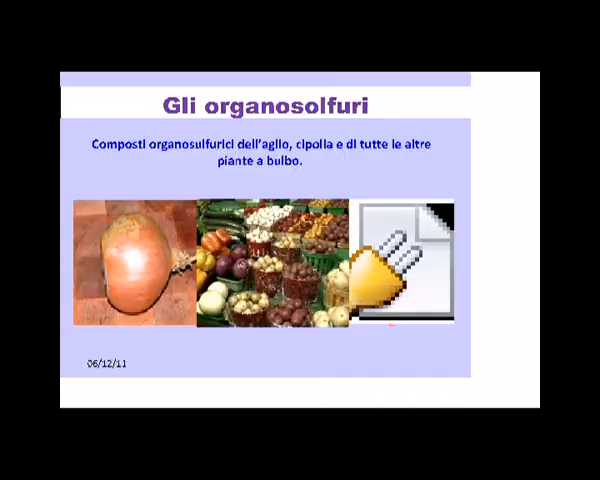 Gli organosolfuri
Composti organosulfurici dell'aglio, cipolla e di tutte le altre
piante a bulbo.
06/12/11